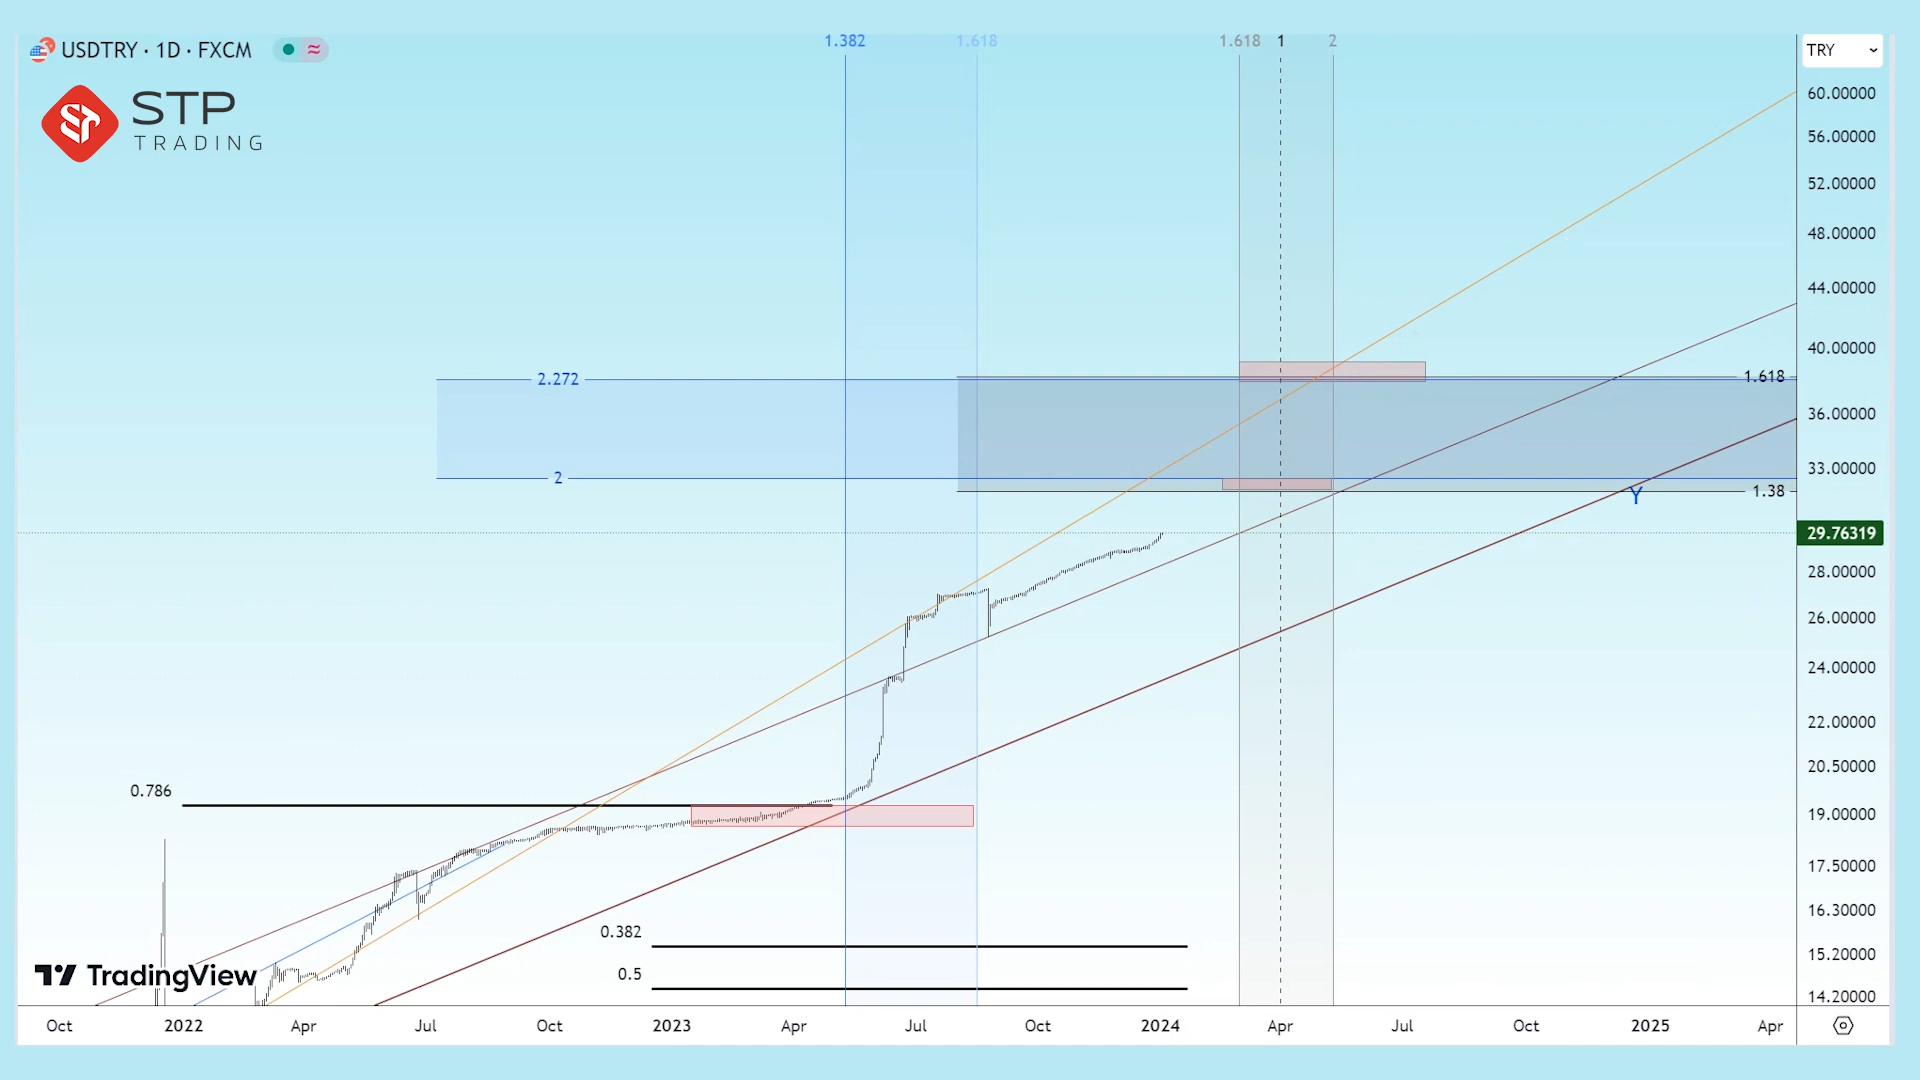 USDTRY · 1D · FXCM
STP
TRADING
1.382
1.618
1.618
1
2
TRY
60.00000
56.00000
52.00000
48.00000
44.00000
40.00000
36.00000
33.00000
29.76319
28.00000
26.00000
24.00000
22.00000
20.50000
19.00000
17.50000
16.30000
15.20000
14.20000
2.272
1.618
2
1.38
Y
0.786
0.382
0.5
TradingView
Oct
2022
Apr
Jul
Oct
2023
Apr
Jul
Oct
2024
Apr
Jul
Oct
2025
Apr